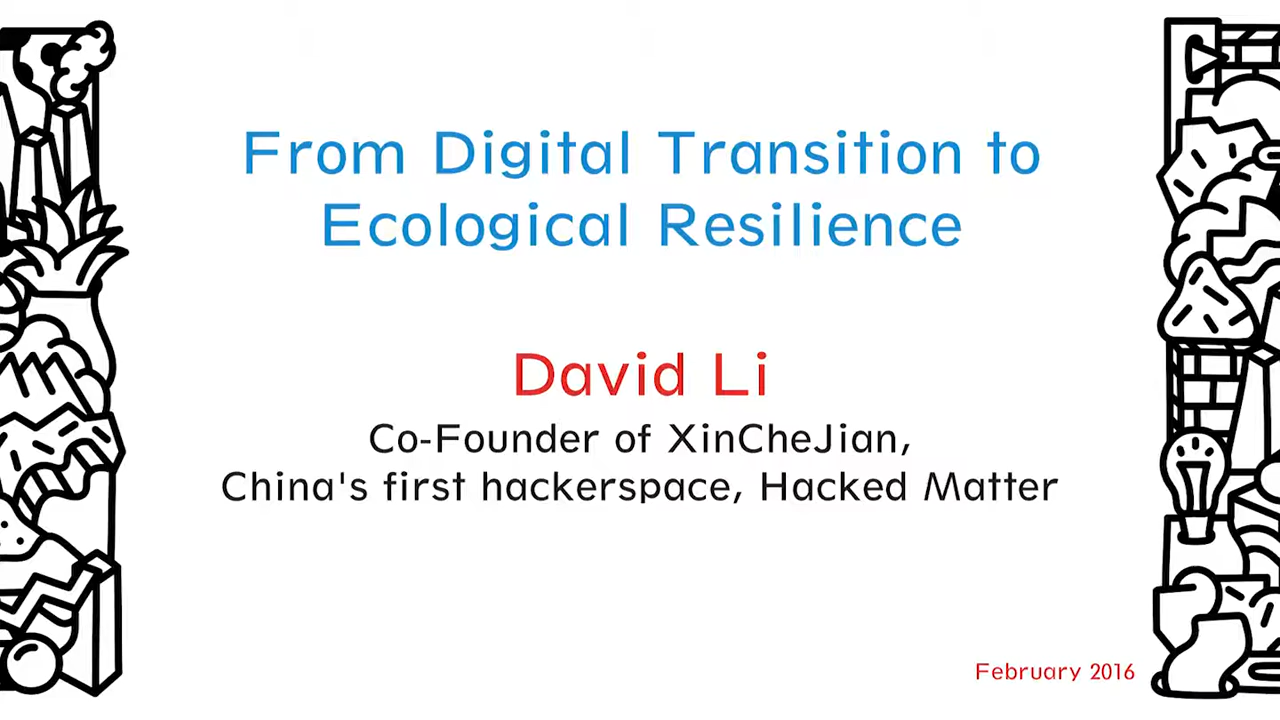 From Digital Transition to
Ecological Resilience
David Li
Co-Founder of XinCheJian,
China's first hackerspace, Hacked Matter
February 2016